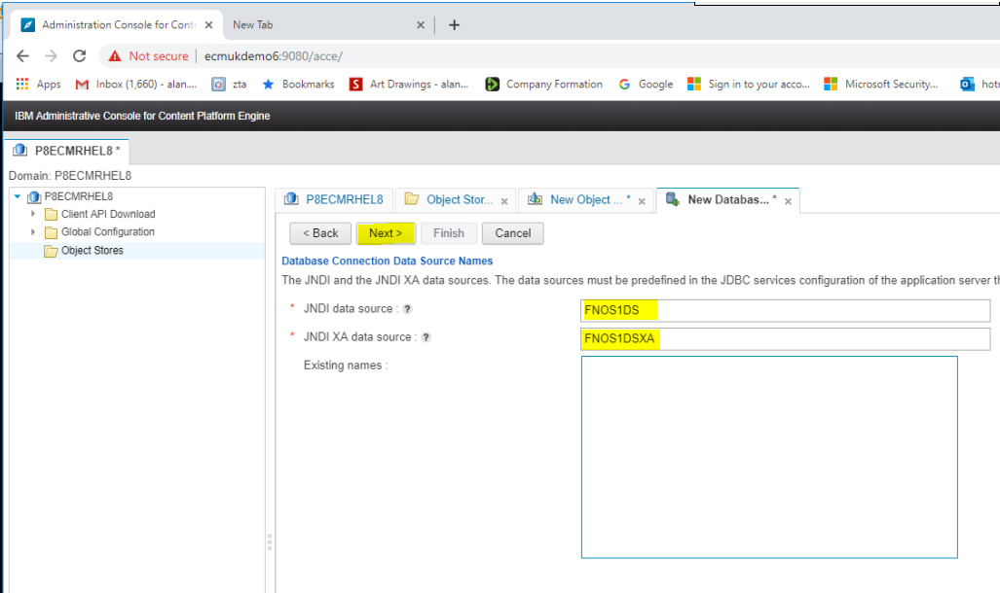 Administration Console for Conte × New Tab × +
Not secure | ecmukdemo6:9080/acce/
Apps Inbox (1,660) - alan.... zta Bookmarks Art Drawings - alan... Company Formation Google Sign in to your acco... Microsoft Security... hotm
IBM Administrative Console for Content Platform Engine
P8ECMRHEL8 *
Domain: P8ECMRHEL8
P8ECMRHEL8
Client API Download
Global Configuration
Object Stores
P8ECMRHEL8 Object Stor... × New Object ... * × New Databas... * ×
< Back Next > Finish Cancel
Database Connection Data Source Names
The JNDI and the JNDI XA data sources. The data sources must be predefined in the JDBC services configuration of the application server th
* JNDI data source : ? FNOS1DS
* JNDI XA data source : ? FNOS1DSXA
Existing names :